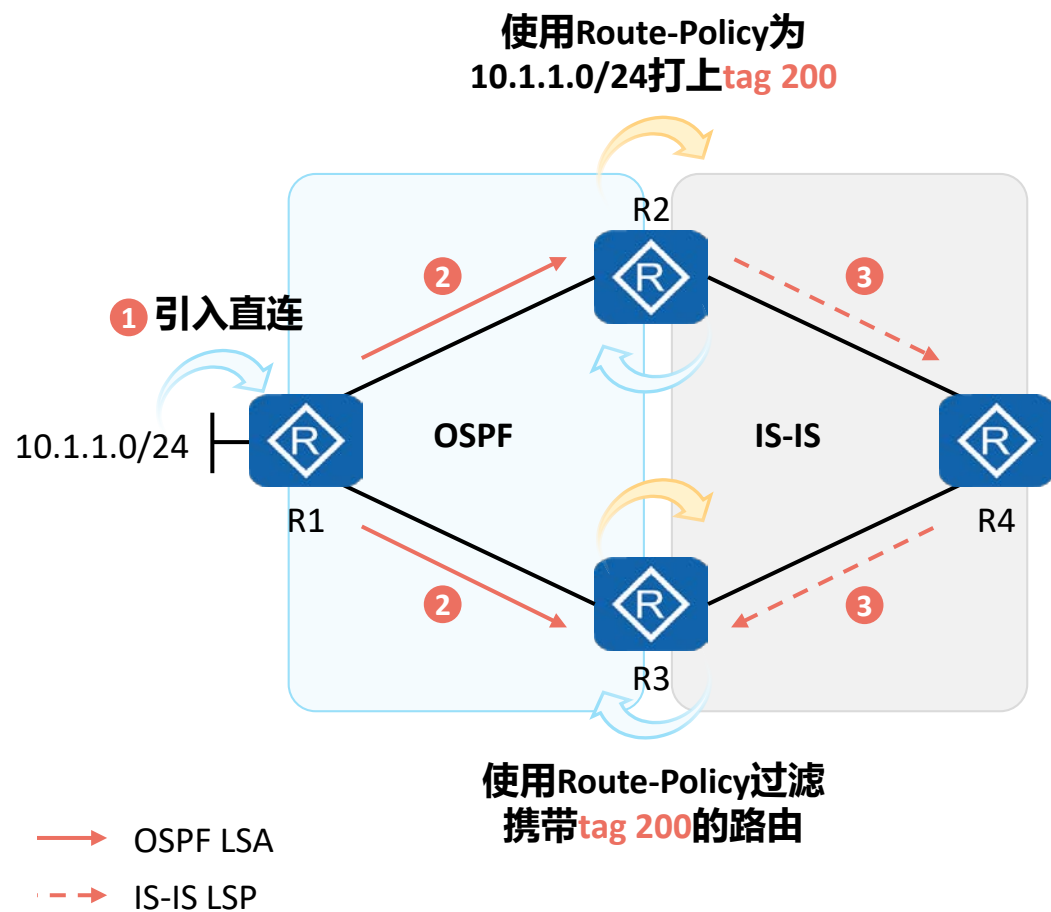 使用Route-Policy为
10.1.1.0/24打上tag 200
R2
R
2
3
1 引入直连
10.1.1.0/24
R
OSPF
IS-IS
R
R1
R4
2
R
3
R3
使用Route-Policy过滤
携带tag 200的路由
OSPF LSA
IS-IS LSP